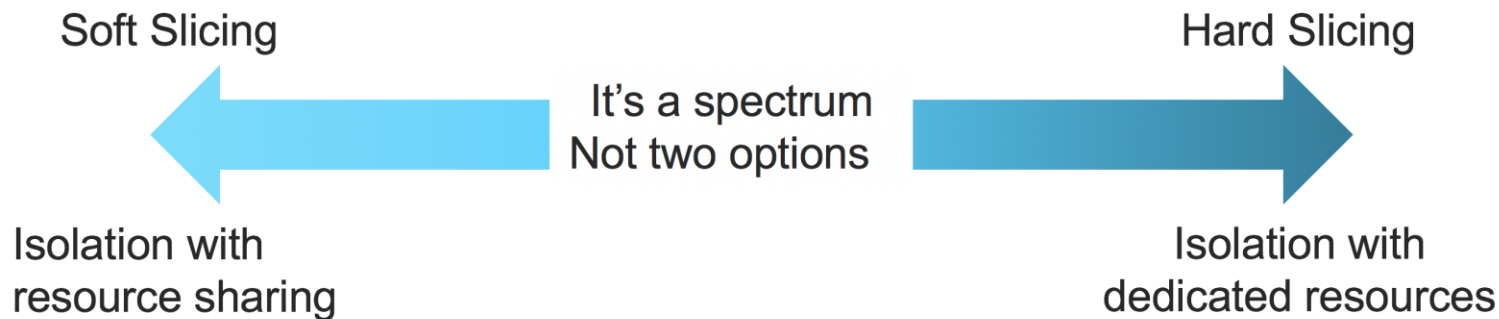 Soft Slicing
Hard Slicing
It’s a spectrum
Not two options
Isolation with
resource sharing
Isolation with
dedicated resources